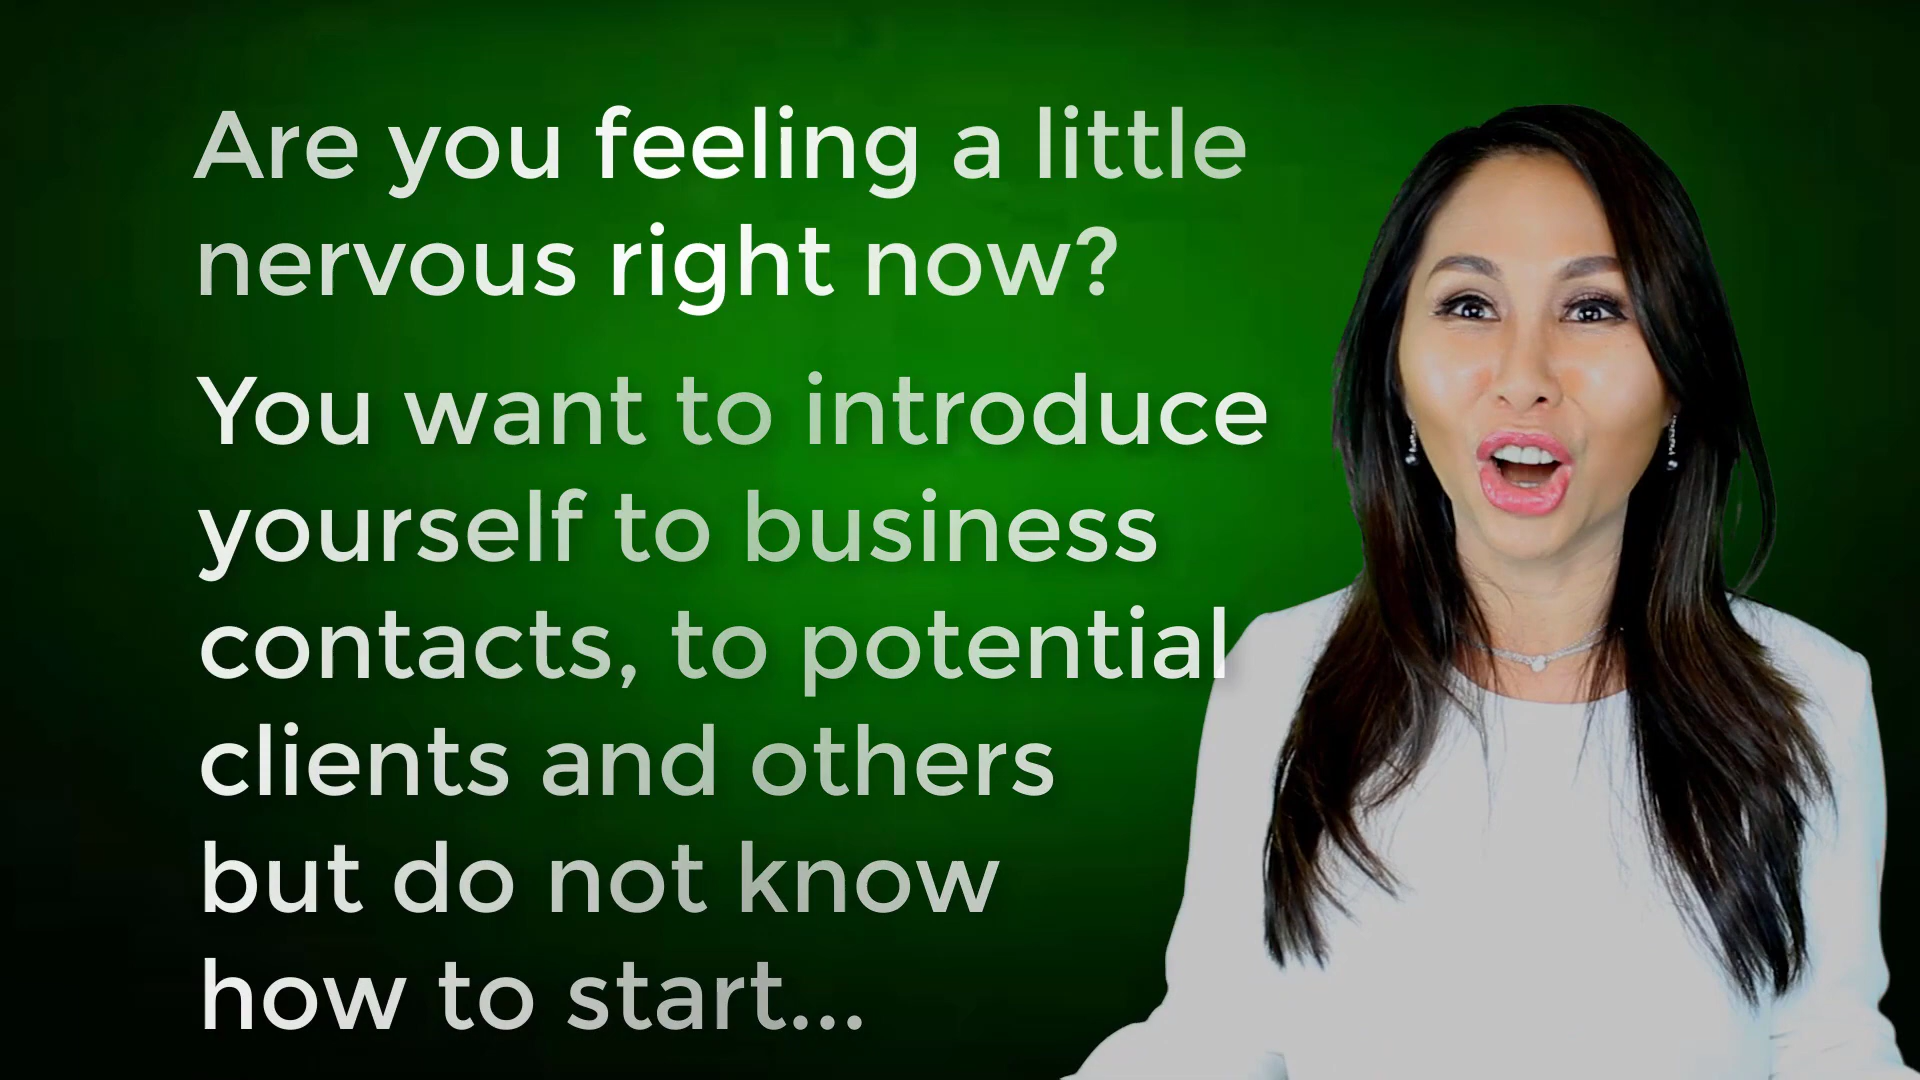 Are you feeling a little
nervous right now?
You want to introduce
yourself to business
contacts, to potential
clients and others
but do not know
how to start...